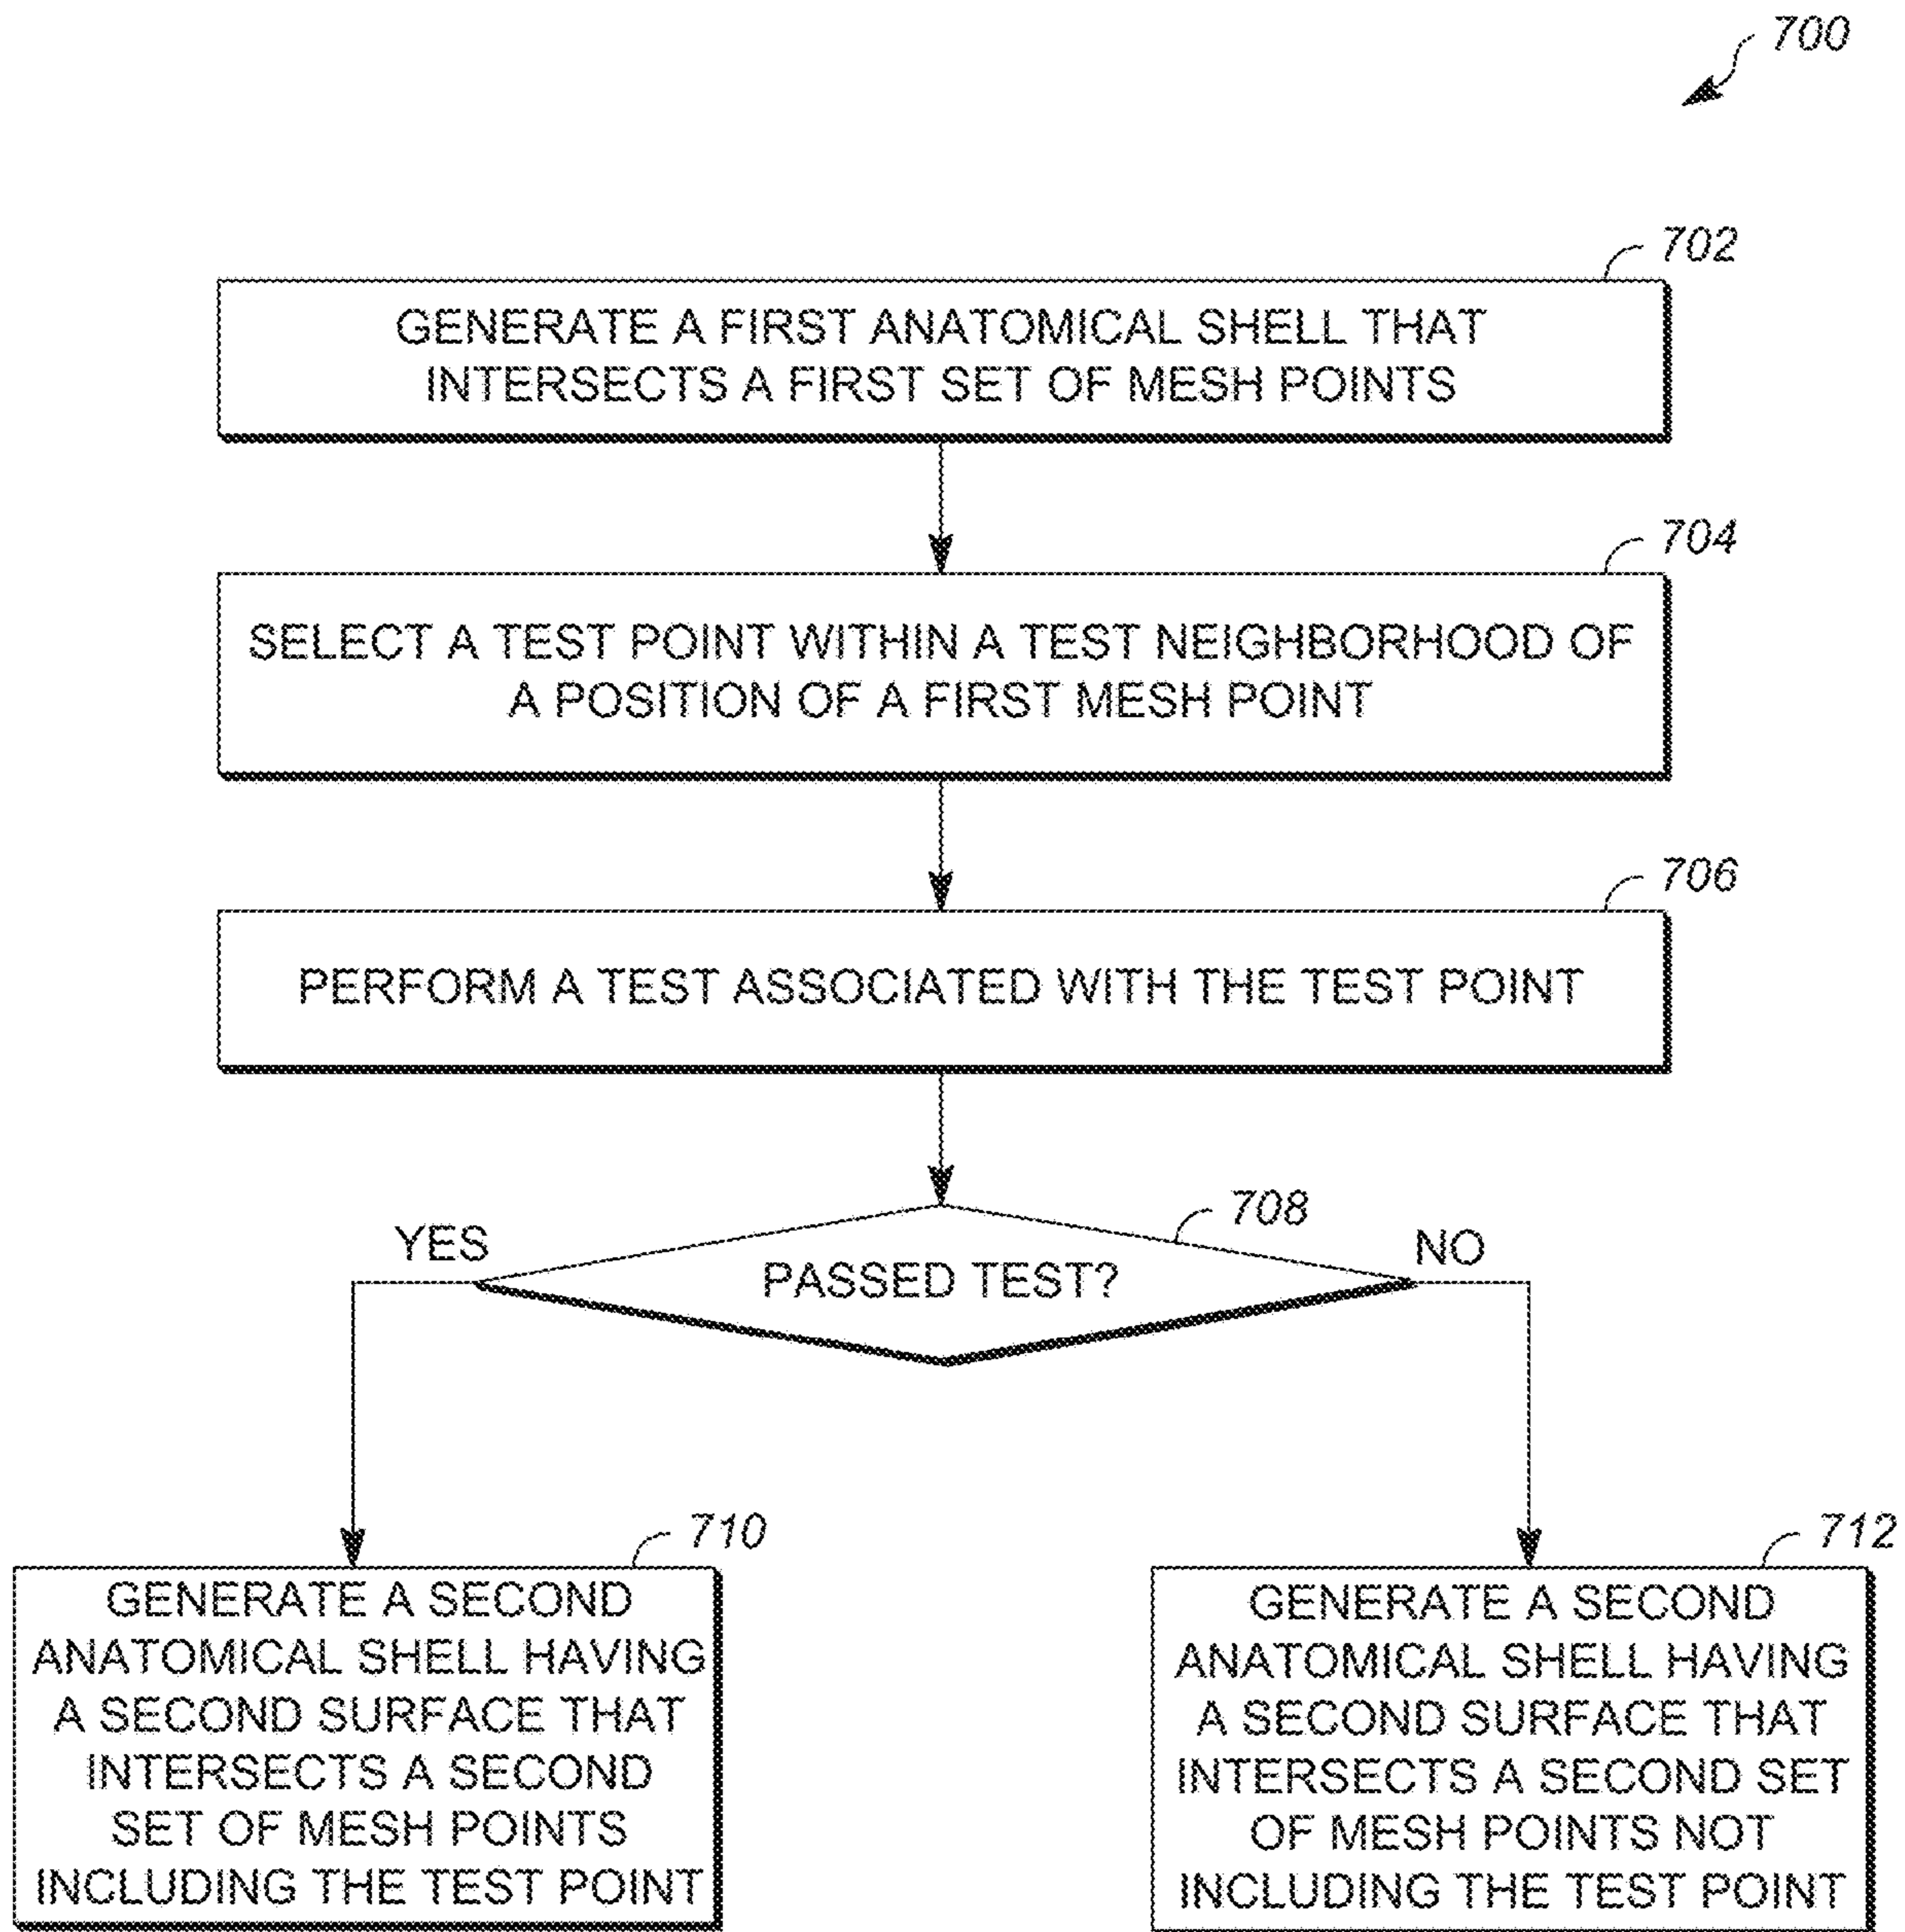 700
702
GENERATE A FIRST ANATOMICAL SHELL THAT
INTERSECTS A FIRST SET OF MESH POINTS
704
SELECT A TEST POINT WITHIN A TEST NEIGHBORHOOD OF
A POSITION OF A FIRST MESH POINT
706
PERFORM A TEST ASSOCIATED WITH THE TEST POINT
708
YES
PASSED TEST?
NO
710
GENERATE A SECOND
ANATOMICAL SHELL HAVING
A SECOND SURFACE THAT
INTERSECTS A SECOND
SET OF MESH POINTS
INCLUDING THE TEST POINT
712
GENERATE A SECOND
ANATOMICAL SHELL HAVING
A SECOND SURFACE THAT
INTERSECTS A SECOND SET
OF MESH POINTS NOT
INCLUDING THE TEST POINT